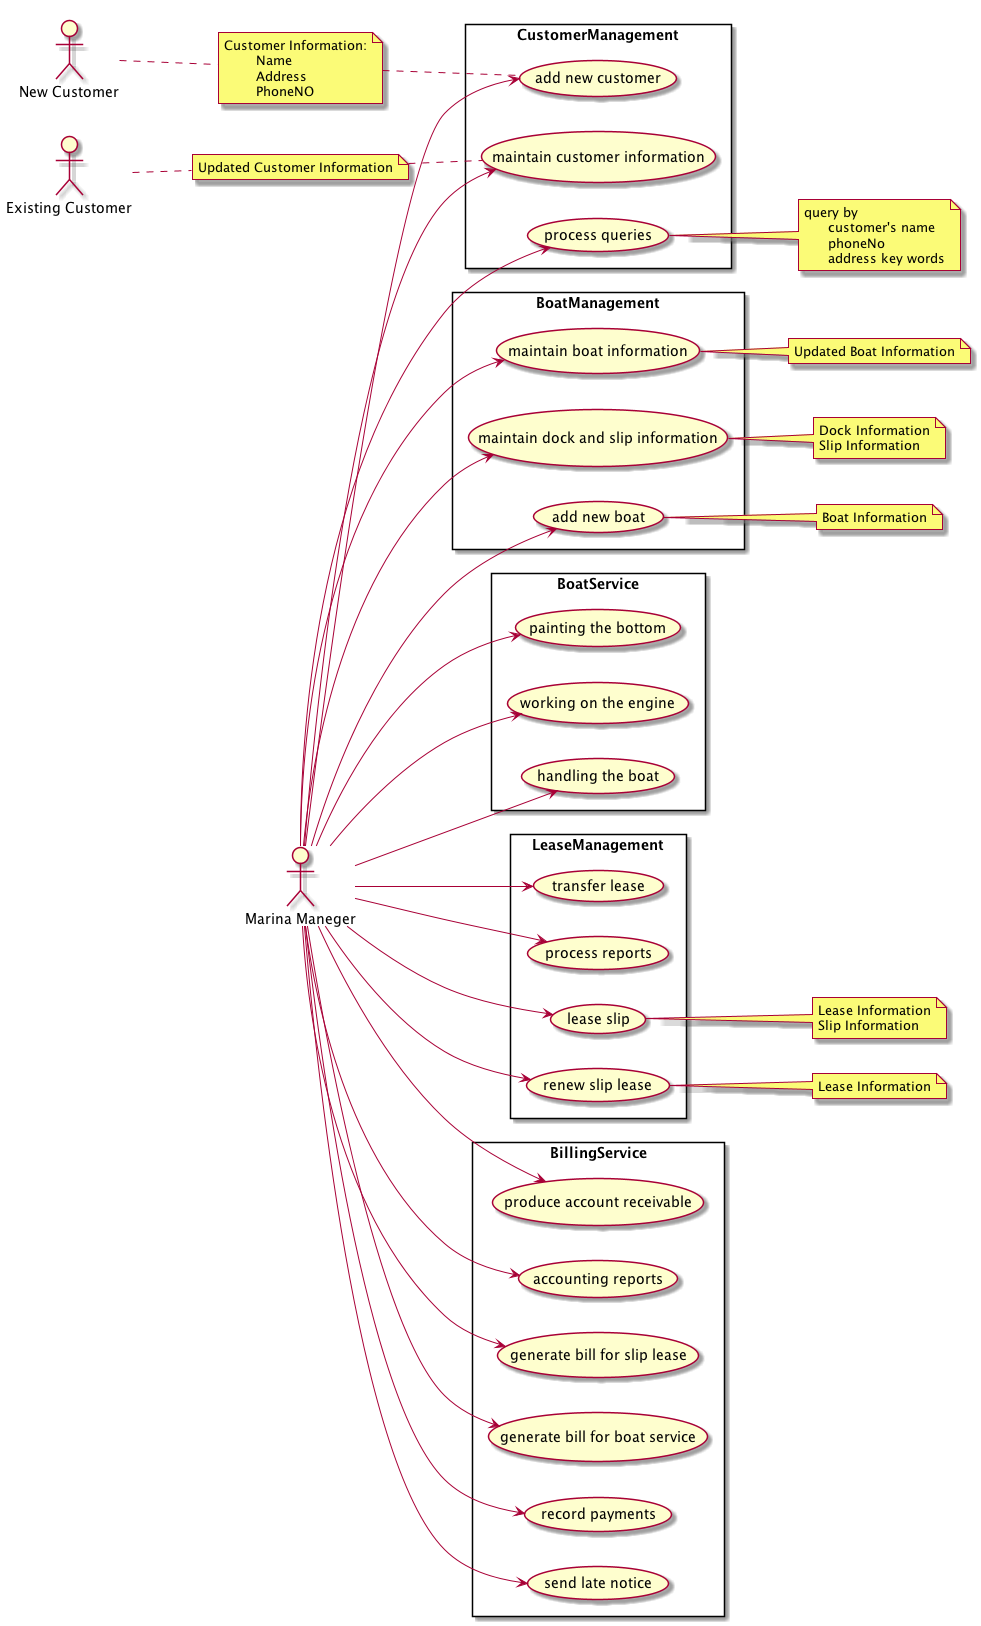 New Customer
Customer Information:
Name
Address
PhoneNO
Existing Customer
Updated Customer Information
CustomerManagement
add new customer
maintain customer information
process queries
query by
customer's name
phoneNo
address key words
BoatManagement
maintain boat information
Updated Boat Information
maintain dock and slip information
Dock Information
Slip Information
add new boat
Boat Information
BoatService
painting the bottom
working on the engine
handling the boat
Marina Maneger
LeaseManagement
transfer lease
process reports
lease slip
Lease Information
Slip Information
renew slip lease
Lease Information
BillingService
produce account receivable
accounting reports
generate bill for slip lease
generate bill for boat service
record payments
send late notice